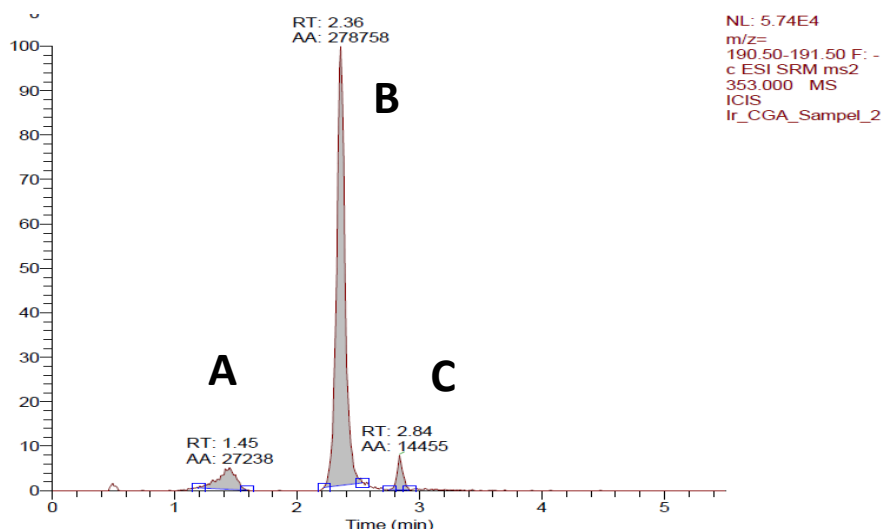 RT: 2.36
AA: 278758
NL: 5.74E4
m/z=
190.50-191.50 F: -
c ESI SRM ms2
353.000 MS
ICIS
Ir_CGA_Sampel_2
B
A
C
RT: 1.45
AA: 27238
RT: 2.84
AA: 14455
100
90
80
70
60
50
40
30
20
10
0
0 1 2 3 4 5
Time (min)